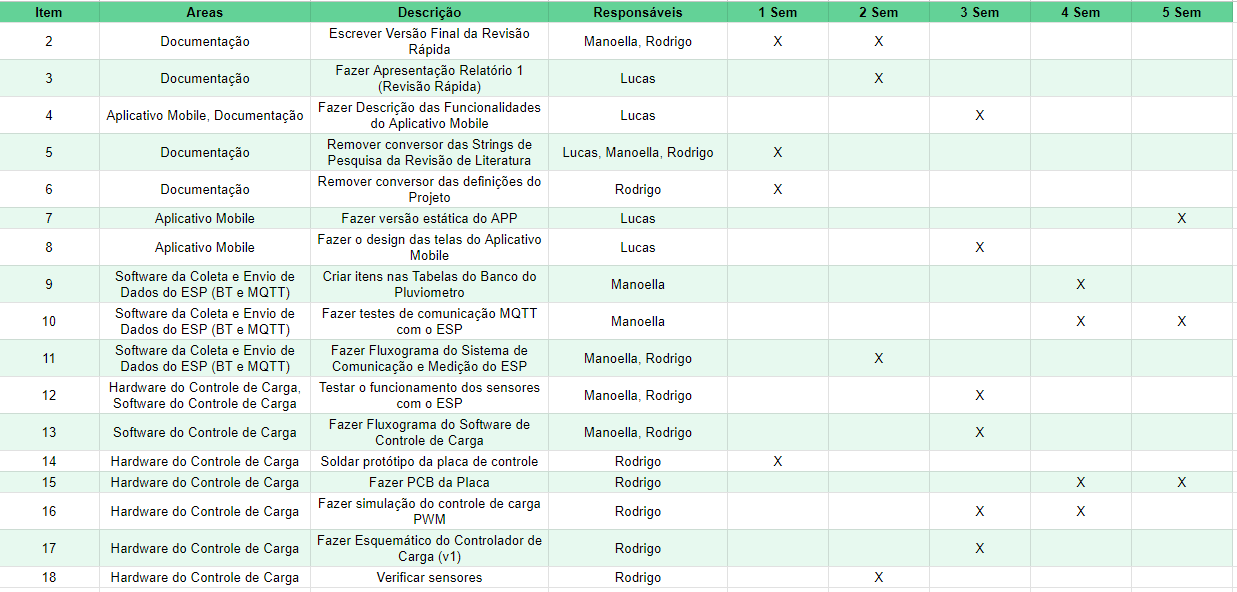 Item Areas Descrição Responsáveis 1 Sem 2 Sem 3 Sem 4 Sem 5 Sem
2 Documentação Escrever Versão Final da Revisão Rápida Manoella, Rodrigo X X
3 Documentação Fazer Apresentação Relatório 1 (Revisão Rápida) Lucas X
4 Aplicativo Mobile, Documentação Fazer Descrição das Funcionalidades do Aplicativo Mobile Lucas X
5 Documentação Remover conversor das Strings de Pesquisa da Revisão de Literatura Lucas, Manoella, Rodrigo X
6 Documentação Remover conversor das definições do Projeto Rodrigo X
7 Aplicativo Mobile Fazer versão estática do APP Lucas X
8 Aplicativo Mobile Fazer o design das telas do Aplicativo Mobile Lucas X
9 Software da Coleta e Envio de Dados do ESP (BT e MQTT) Criar itens nas Tabelas do Banco do Pluviometro Manoella X
10 Software da Coleta e Envio de Dados do ESP (BT e MQTT) Fazer testes de comunicação MQTT com o ESP Manoella X X
11 Software da Coleta e Envio de Dados do ESP (BT e MQTT) Fazer Fluxograma do Sistema de Comunicação e Medição do ESP Manoella, Rodrigo X
12 Hardware do Controle de Carga, Software do Controle de Carga Testar o funcionamento dos sensores com o ESP Manoella, Rodrigo X
13 Software do Controle de Carga Fazer Fluxograma do Software de Controle de Carga Manoella, Rodrigo X
14 Hardware do Controle de Carga Soldar protótipo da placa de controle Rodrigo X
15 Hardware do Controle de Carga Fazer PCB da Placa Rodrigo X X
16 Hardware do Controle de Carga Fazer simulação do controle de carga PWM Rodrigo X X
17 Hardware do Controle de Carga Fazer Esquemático do Controlador de Carga (v1) Rodrigo X
18 Hardware do Controle de Carga Verificar sensores Rodrigo X